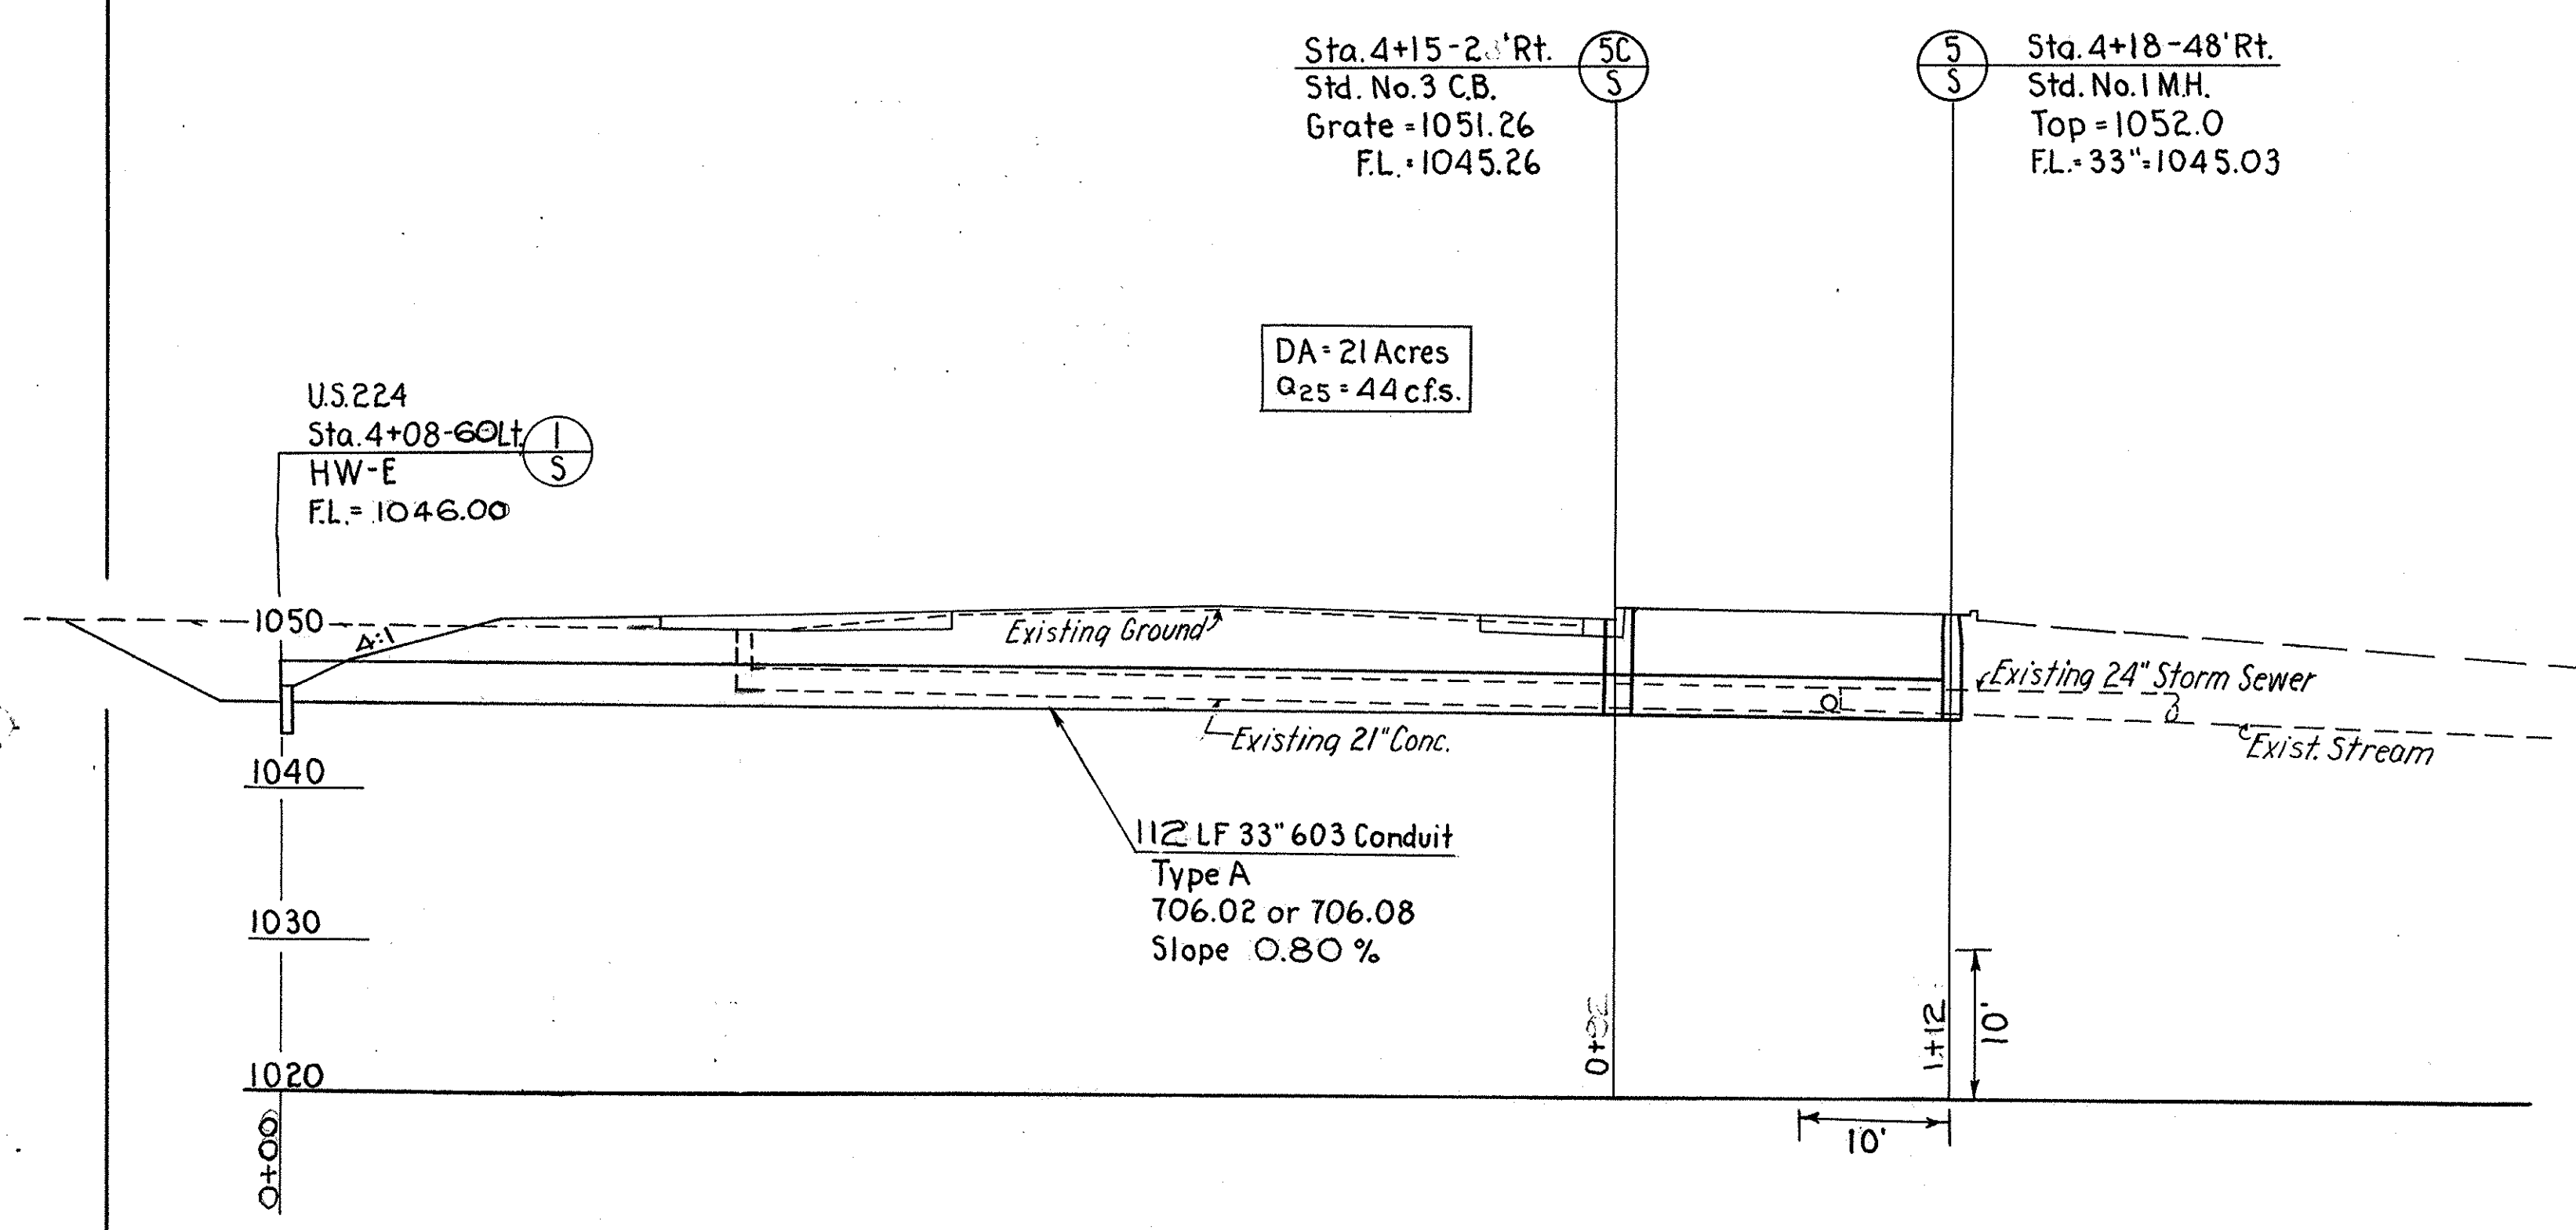 Sta. 4+15-28' Rt.
5C
S
Std. No. 3 C.B.
Grate = 1051.26
F.L. = 1045.26
5
S
Sta. 4+18-48' Rt.
Std. No. 1 M.H.
Top = 1052.0
F.L. = 33" = 1045.03
DA = 21 Acres
Q25 = 44 c.f.s.
U.S. 224
Sta. 4+08-60 Lt.
1
S
HW-E
F.L. = 1046.00
1050
4:1
Existing Ground
Existing 24" Storm Sewer
Existing 21" Conc.
Exist. Stream
1040
112 LF 33" 603 Conduit
Type A
706.02 or 706.08
Slope 0.80 %
1030
1020
0+00
1+12
10'
10'